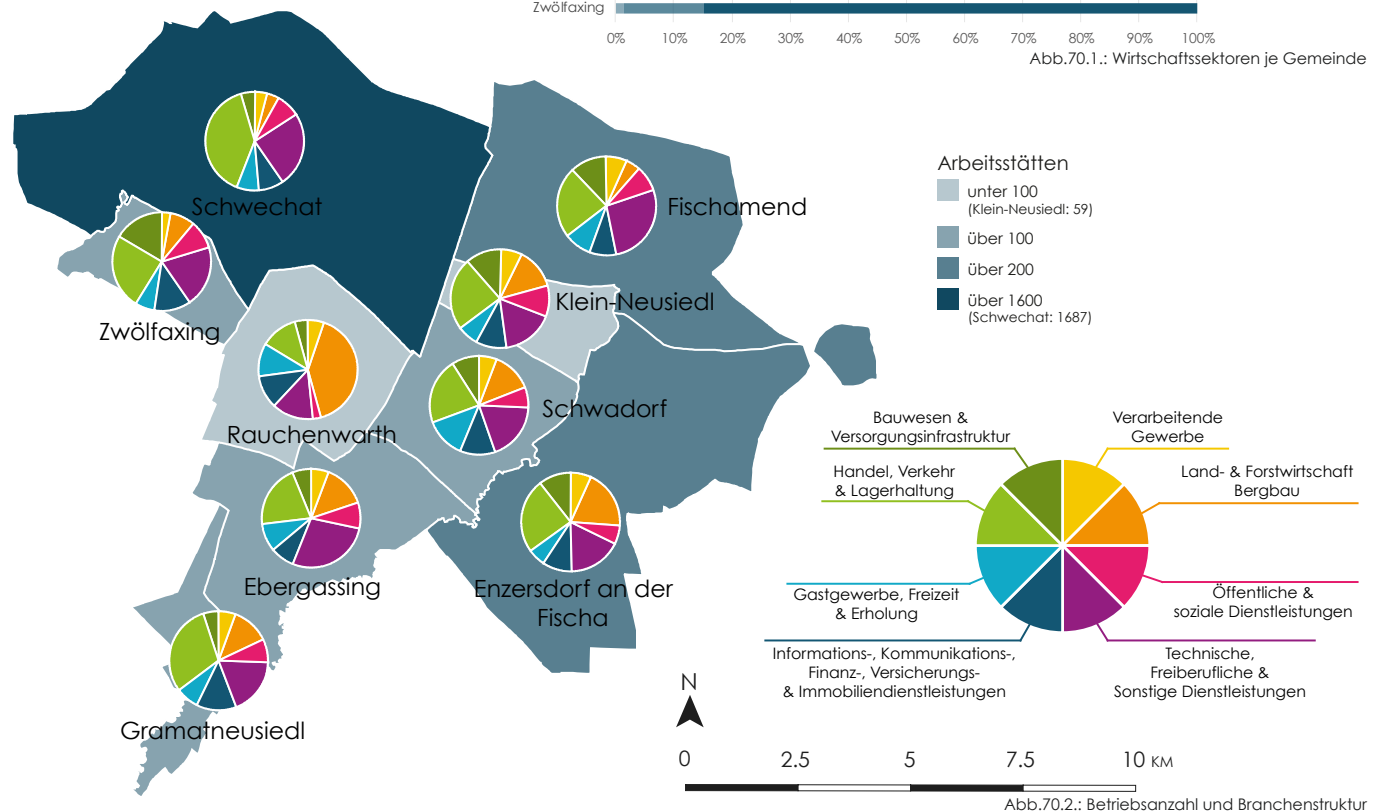 Zwölfaxing
0% 10% 20% 30% 40% 50% 60% 70% 80% 90% 100%
Abb.70.1.: Wirtschaftssektoren je Gemeinde
Schwechat
Fischamend
Zwölfaxing
Klein-Neusiedl
Rauchenwarth
Schwadorf
Ebergassing
Enzersdorf an der
Fischa
Gramatneusiedl
Arbeitsstätten
unter 100
(Klein-Neusiedl: 59)
über 100
über 200
über 1600
(Schwechat: 1687)
Bauwesen &
Versorgungsinfrastruktur
Verarbeitende
Gewerbe
Handel, Verkehr
& Lagerhaltung
Land- & Forstwirtschaft
Bergbau
Gastgewerbe, Freizeit
& Erholung
Öffentliche &
soziale Dienstleistungen
Informations-, Kommunikations-,
Finanz-, Versicherungs-
& Immobiliendienstleistungen
Technische,
Freiberufliche &
Sonstige Dienstleistungen
N
0 2.5 5 7.5 10 KM
Abb.70.2.: Betriebsanzahl und Branchenstruktur